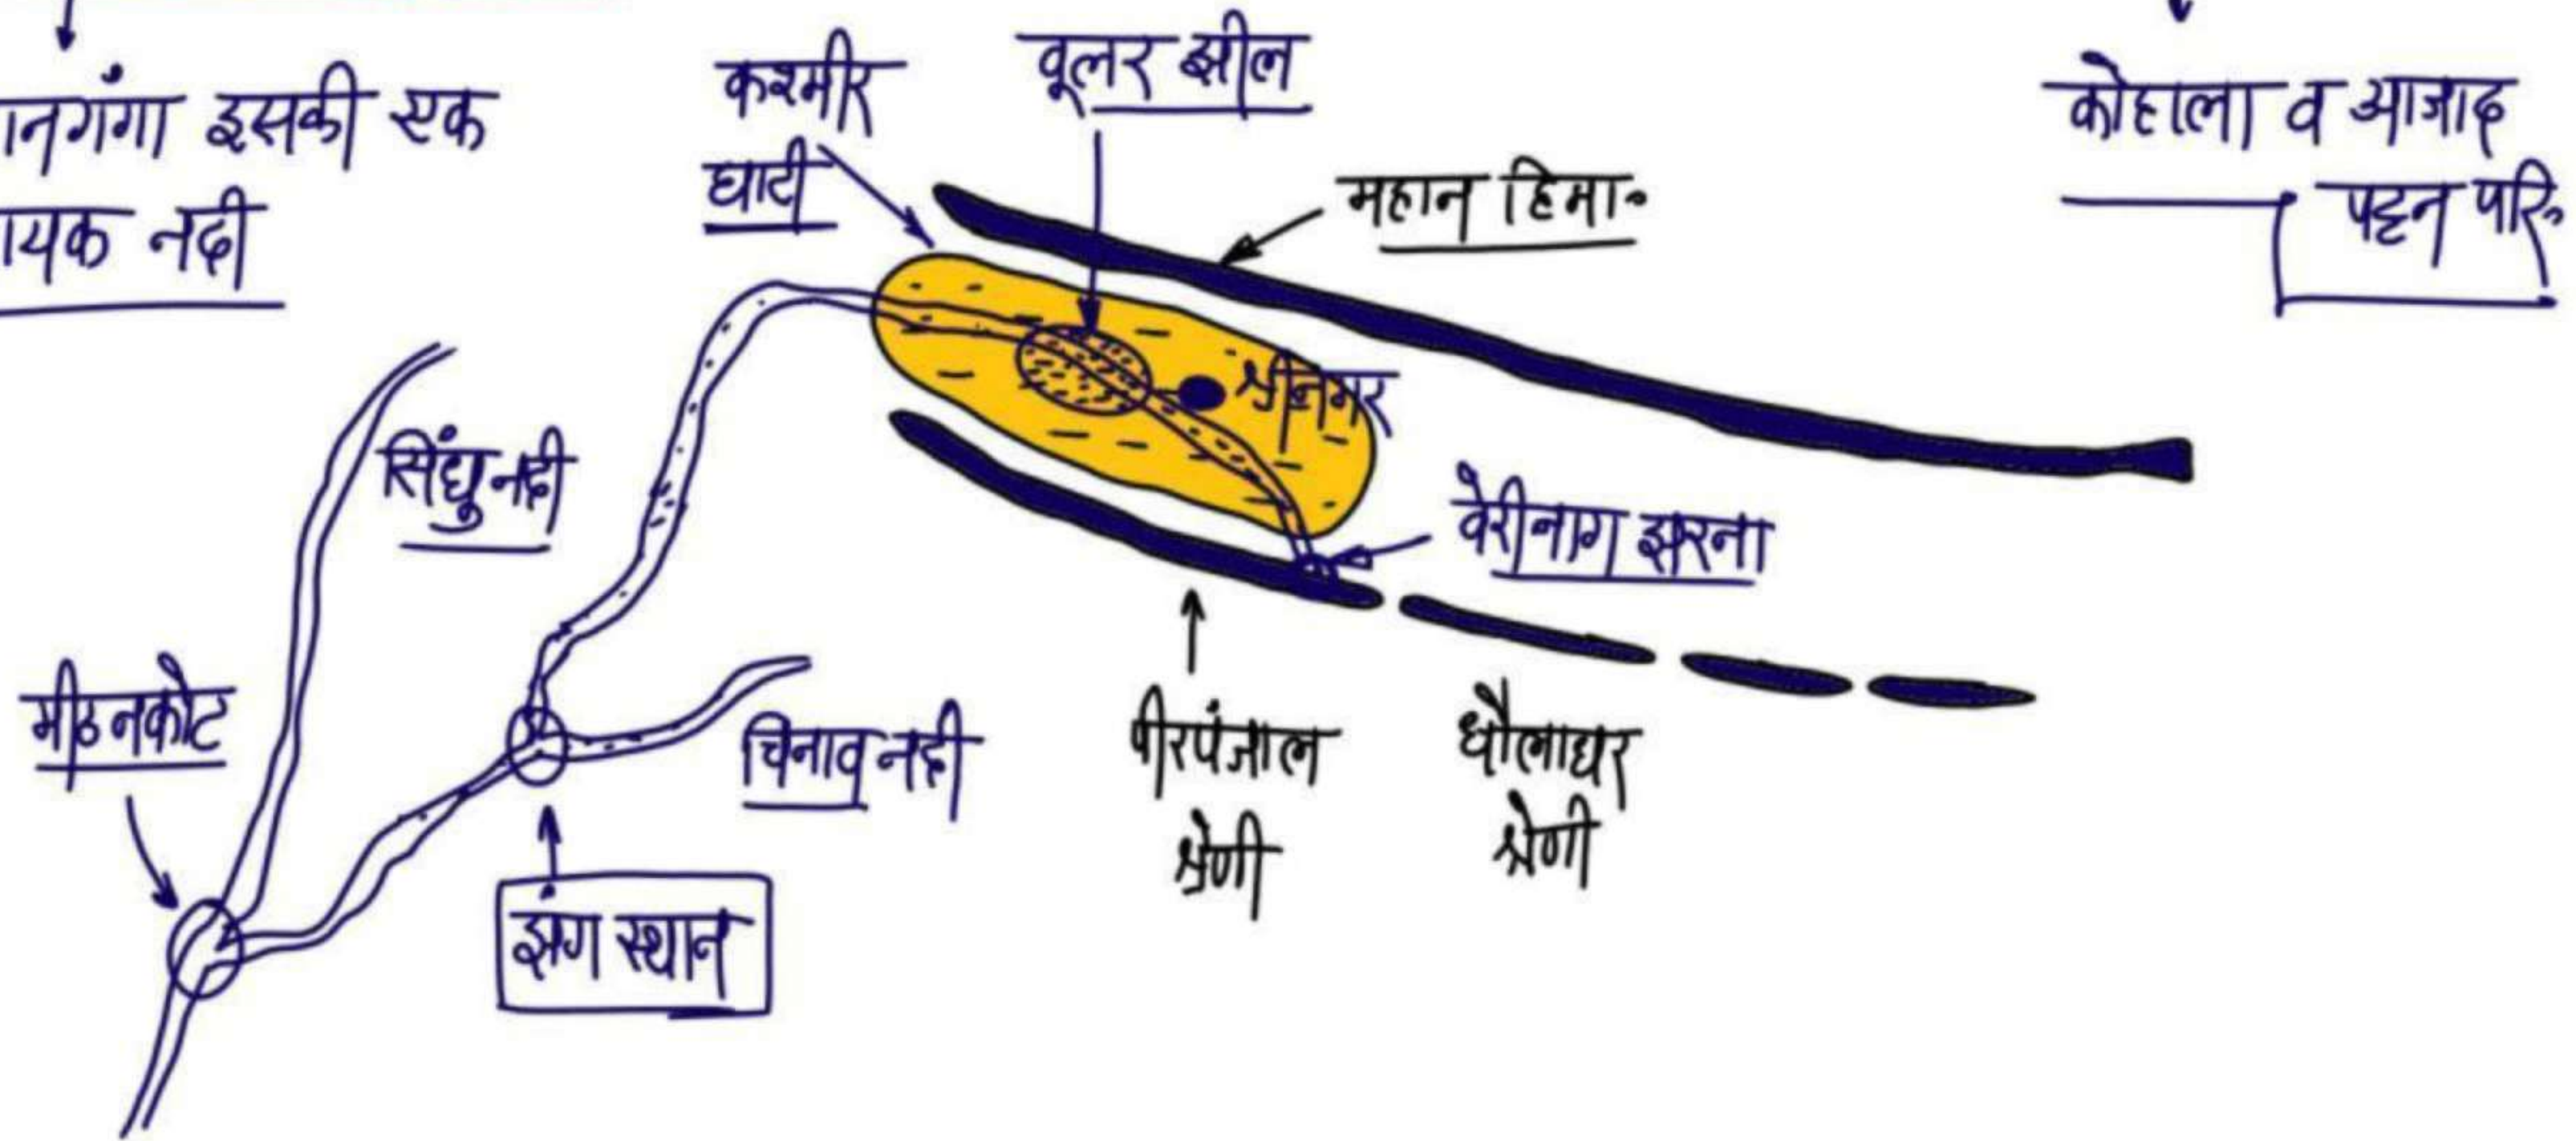 नगंगा इसकी एक
यक नदी
कश्मीर
घाटी
वूलर झील
महान हिमा॰
कोहाला व आजाद
पट्टन परि॰
श्रीनगर
सिंधु नदी
वेरीनाग झरना
मीठनकोट
चिनाव नदी
पीरपंजाल
श्रेणी
धौलाधर
श्रेणी
झंग स्थान